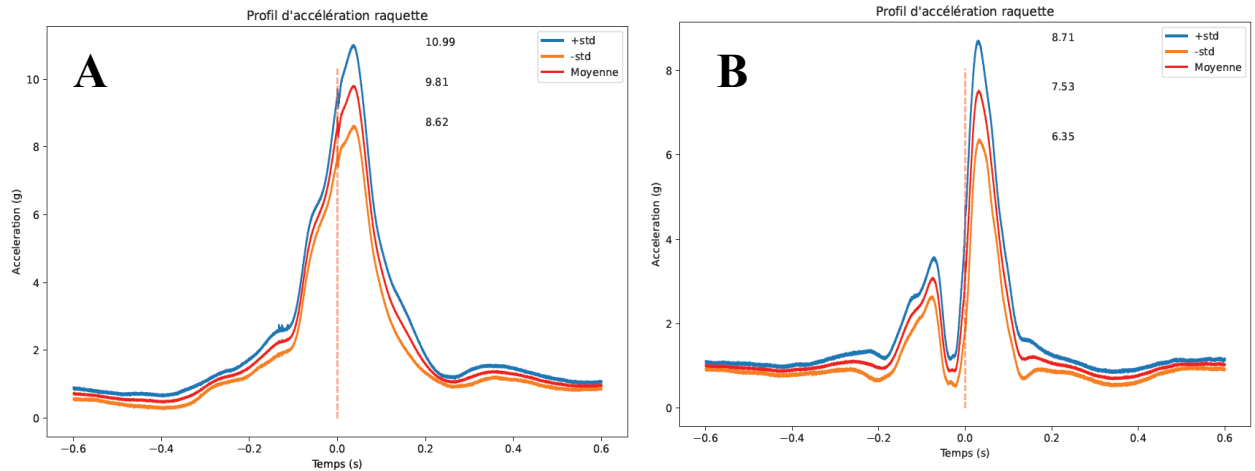 Profil d'accélération raquette
A
10.99
9.81
8.62
+std
-std
Moyenne
Acceleration (g)
10
8
6
4
2
0
−0.6 −0.4 −0.2 0.0 0.2 0.4 0.6
Temps (s)
Profil d'accélération raquette
B
8.71
7.53
6.35
+std
-std
Moyenne
Acceleration (g)
8
6
4
2
0
−0.6 −0.4 −0.2 0.0 0.2 0.4 0.6
Temps (s)